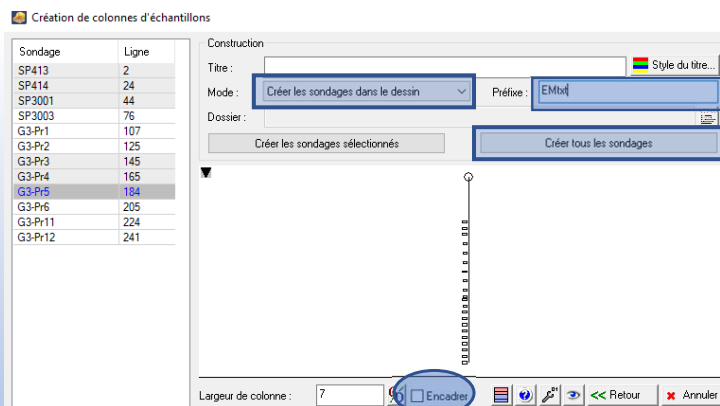 Création de colonnes d'échantillons
Sondage Ligne
SP413 2
SP414 24
SP3001 44
SP3003 76
G3-Pr1 107
G3-Pr2 125
G3-Pr3 145
G3-Pr4 165
G3-Pr5 184
G3-Pr6 205
G3-Pr11 224
G3-Pr12 241
Construction
Titre :
Style du titre...
Mode : Créer les sondages dans le dessin
Préfixe : EMtxt
Dossier :
Créer les sondages sélectionnés
Créer tous les sondages
Largeur de colonne : 7
% Encadrer
<< Retour
Annuler